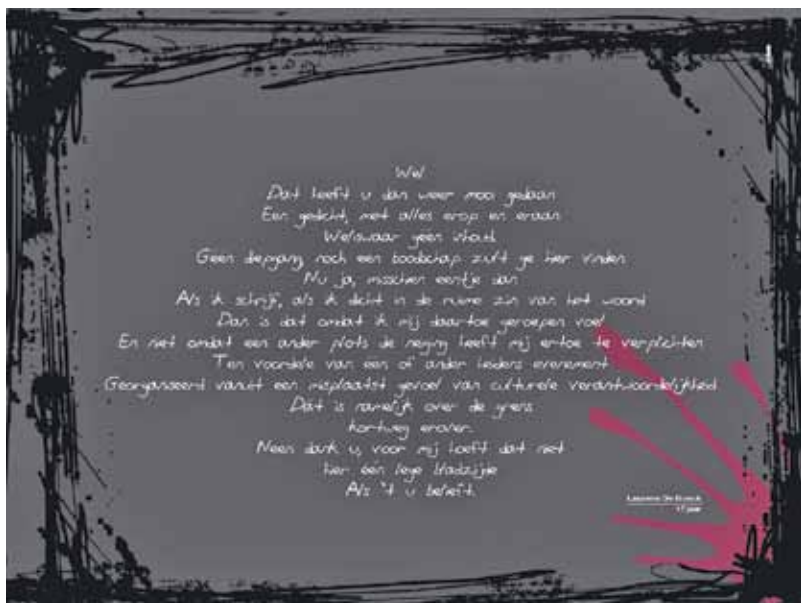 Wel
Dat heeft u dan weer mooi gedaan
Een gedicht, met alles erop en eraan
Weliswaar geen inhoud.
Geen diepgang, noch een boodschap zult ge hier vinden
Nu ja, misschien eentje dan
Als ik schrijf, als ik dicht in de ruime zin van het woord
Dan is dat omdat ik mij daartoe geroepen voel
En niet omdat een ander plots de neiging heeft mij ertoe te verplichten
Ten voordele van één of ander evenement
Georganiseerd vanuit een misplaatst gevoel van culturele verantwoordelijkheid
Dát is namelijk over de grens
kortweg erover.
Neen dank u, voor mij hoeft dat niet
hier één lege bladzijde
Als 't u belieft.
De
17 jaar